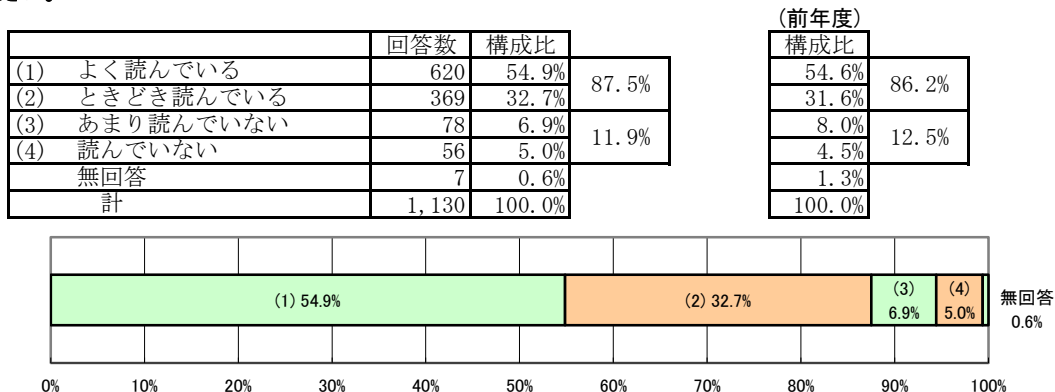 (前年度)
回答数 構成比 構成比
(1) よく読んでいる 620 54.9% 87.5% 54.6% 86.2%
(2) ときどき読んでいる 369 32.7% 31.6%
(3) あまり読んでいない 78 6.9% 11.9% 8.0% 12.5%
(4) 読んでいない 56 5.0% 4.5%
無回答 7 0.6% 1.3%
計 1,130 100.0% 100.0%
(1) 54.9% (2) 32.7% (3) 6.9% (4) 5.0% 無回答 0.6%
0% 10% 20% 30% 40% 50% 60% 70% 80% 90% 100%